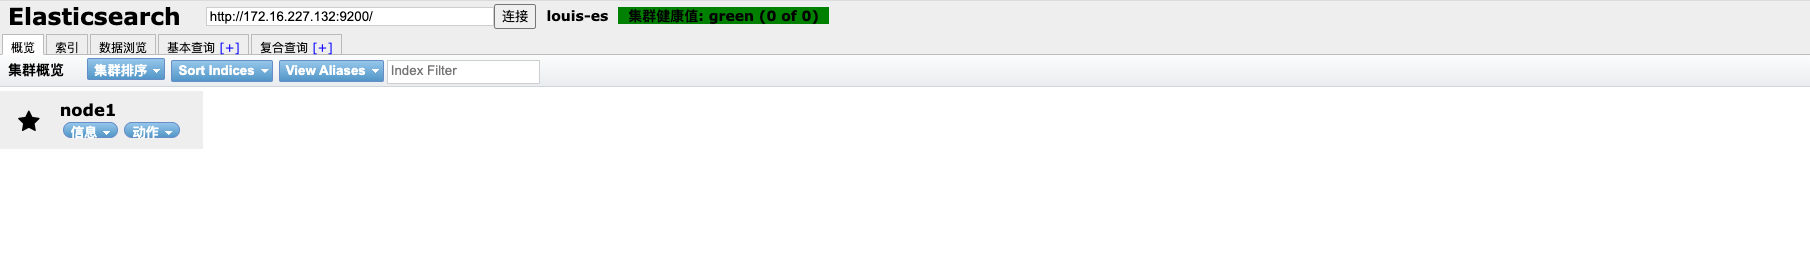 Elasticsearch http://172.16.227.132:9200/ 连接 louis-es 集群健康值: green (0 of 0)
概览 索引 数据浏览 基本查询 [+] 复合查询 [+]
集群概览 集群排序 Sort Indices View Aliases Index Filter
node1
信息 动作